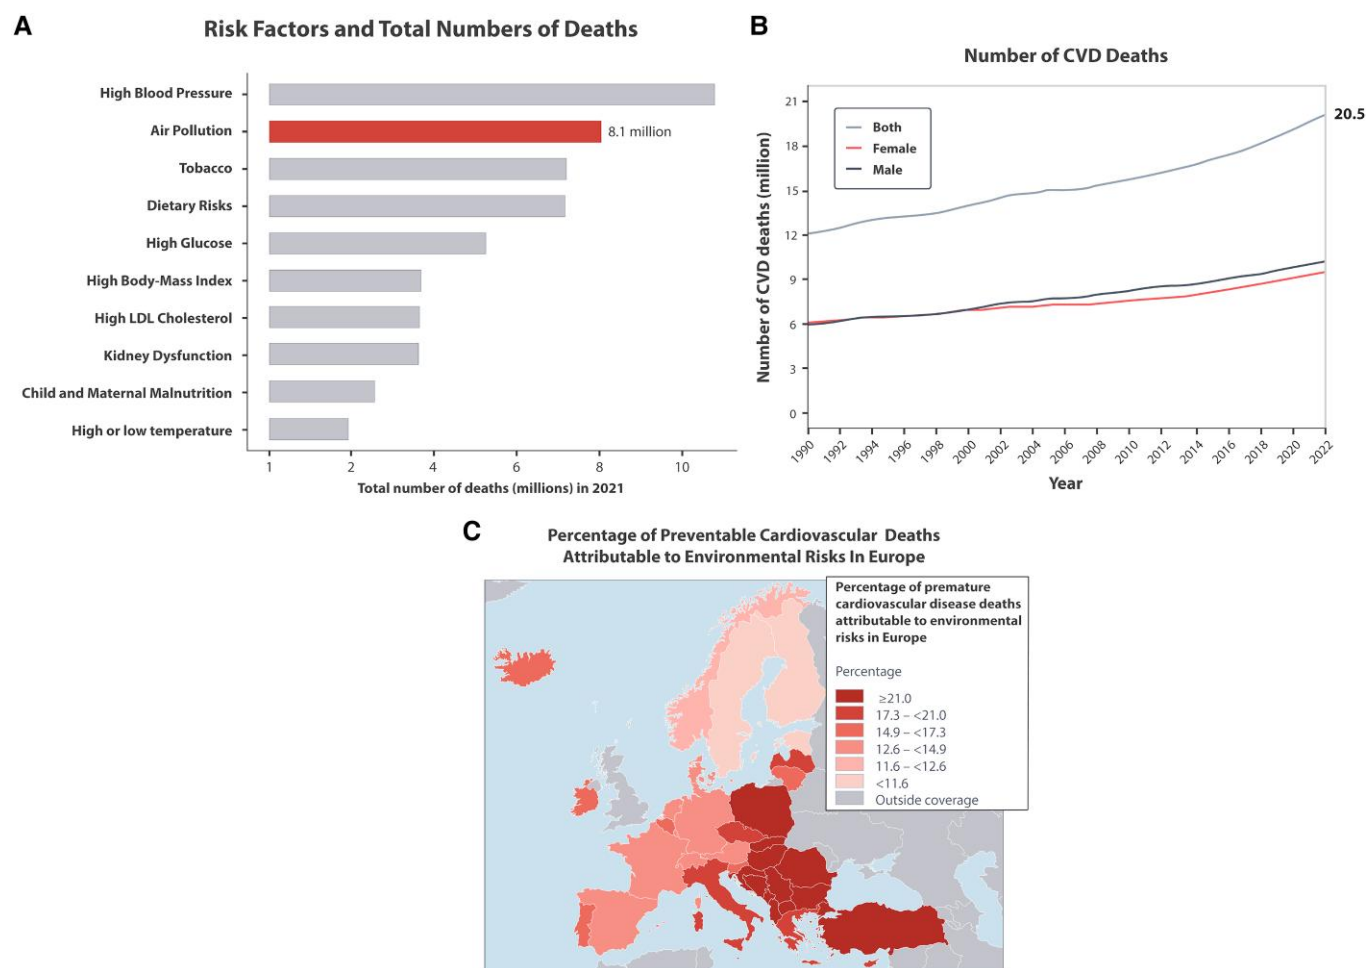 A
Risk Factors and Total Numbers of Deaths
High Blood Pressure
Air Pollution
8.1 million
Tobacco
Dietary Risks
High Glucose
High Body-Mass Index
High LDL Cholesterol
Kidney Dysfunction
Child and Maternal Malnutrition
High or low temperature
1 2 4 6 8 10
Total number of deaths (millions) in 2021
B
Number of CVD Deaths
Number of CVD deaths (million)
21
18
15
12
9
6
3
0
Both
Female
Male
20.5
1990 1992 1994 1996 1998 2000 2002 2004 2006 2008 2010 2012 2014 2016 2018 2020 2022
Year
C
Percentage of Preventable Cardiovascular Deaths
Attributable to Environmental Risks In Europe
Percentage of premature
cardiovascular disease deaths
attributable to environmental
risks in Europe
Percentage
≥21.0
17.3 – <21.0
14.9 – <17.3
12.6 – <14.9
11.6 – <12.6
<11.6
Outside coverage